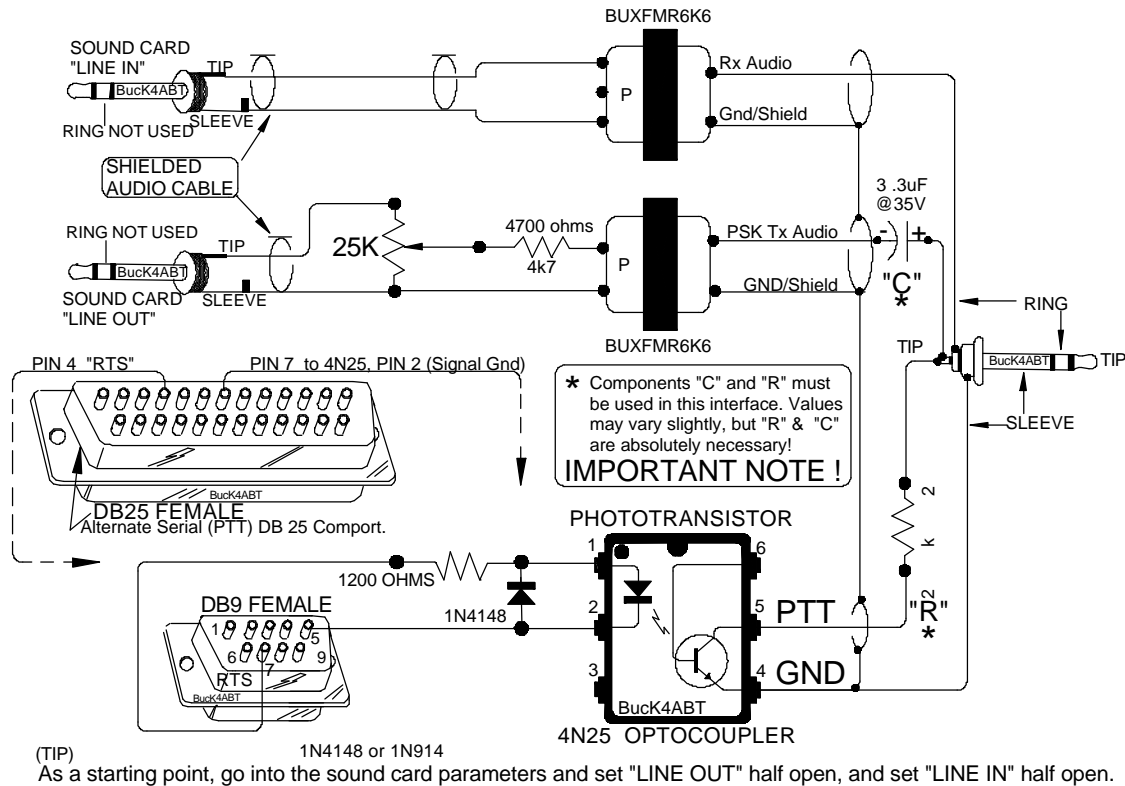 BUXFMR6K6
SOUND CARD
"LINE IN"
TIP
BucK4ABT
RING NOT USED
SLEEVE
P
Rx Audio
Gnd/Shield
SHIELDED
AUDIO CABLE
3 .3uF
@35V
RING NOT USED
TIP
BucK4ABT
SLEEVE
SOUND CARD
"LINE OUT"
25K
4700 ohms
4k7
P
PSK Tx Audio
- +
"C"
*
GND/Shield
BUXFMR6K6
RING
TIP
BucK4ABT
TIP
SLEEVE
PIN 4 "RTS"
PIN 7 to 4N25, PIN 2 (Signal Gnd)
* Components "C" and "R" must
be used in this interface. Values
may vary slightly, but "R" & "C"
are absolutely necessary!
IMPORTANT NOTE !
BucK4ABT
DB25 FEMALE
Alternate Serial (PTT) DB 25 Comport.
PHOTOTRANSISTOR
1
6
2
5
3
4
PTT
GND
BucK4ABT
4N25 OPTOCOUPLER
2
k
2
"R"
*
1200 OHMS
1N4148
DB9 FEMALE
1
5
6
9
7
RTS
BucK4ABT
(TIP)
1N4148 or 1N914
As a starting point, go into the sound card parameters and set "LINE OUT" half open, and set "LINE IN" half open.